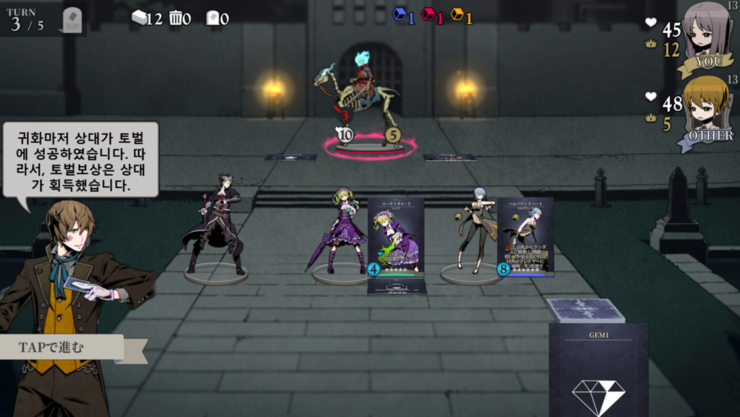 TURN
3 / 5
12 0 0
1 1 1
13
45
12
YOU
13
48
5
OTHER
3
10 5
귀화마저 상대가 토벌
에 성공하였습니다. 따
라서, 토벌보상은 상대
가 획득했습니다.
4
8
TAPで進む
GEM1